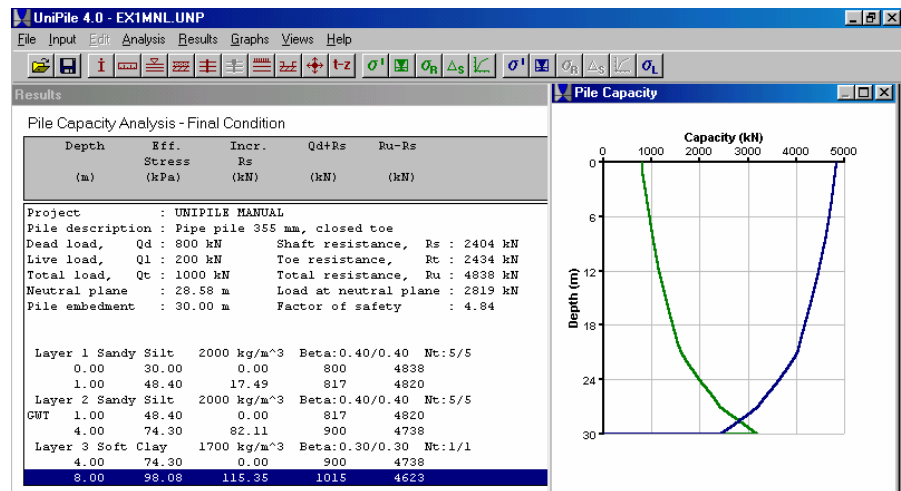 UniPile 4.0 - EX1MNL.UNP
File Input Edit Analysis Results Graphs Views Help
t-z σ' σR Δs σ' σR Δs σL
Results
Pile Capacity Analysis - Final Condition
Depth Eff. Incr. Qd+Rs Ru-Rs
Stress Rs
(m) (kPa) (kN) (kN) (kN)
Project : UNIPILE MANUAL
Pile description : Pipe pile 355 mm, closed toe
Dead load, Qd : 800 kN Shaft resistance, Rs : 2404 kN
Live load, Ql : 200 kN Toe resistance, Rt : 2434 kN
Total load, Qt : 1000 kN Total resistance, Ru : 4838 kN
Neutral plane : 28.58 m Load at neutral plane : 2819 kN
Pile embedment : 30.00 m Factor of safety : 4.84
Layer 1 Sandy Silt 2000 kg/m^3 Beta:0.40/0.40 Nt:5/5
0.00 30.00 0.00 800 4838
1.00 48.40 17.49 817 4820
Layer 2 Sandy Silt 2000 kg/m^3 Beta:0.40/0.40 Nt:5/5
GWT 1.00 48.40 0.00 817 4820
4.00 74.30 82.11 900 4738
Layer 3 Soft Clay 1700 kg/m^3 Beta:0.30/0.30 Nt:1/1
4.00 74.30 0.00 900 4738
8.00 98.08 115.35 1015 4623
Pile Capacity
Capacity (kN)
0 1000 2000 3000 4000 5000
0
6
12
18
24
30
Depth (m)